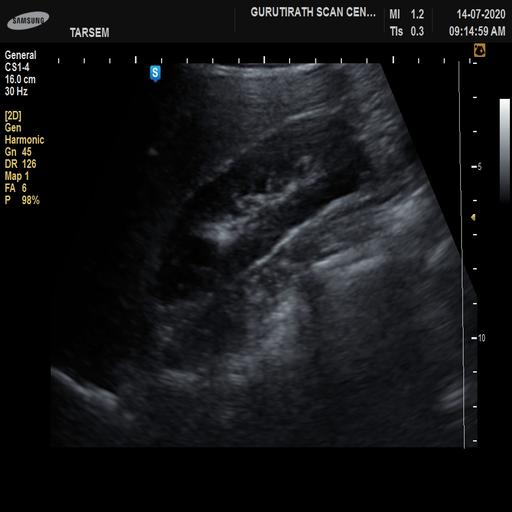 SAMSUNG
TARSEM
GURUTIRATH SCAN CEN...
MI 1.2
TIs 0.3
14-07-2020
09:14:59 AM
General
CS1-4
16.0 cm
30 Hz
[2D]
Gen
Harmonic
Gn 45
DR 126
Map 1
FA 6
P 98%
S
5
10